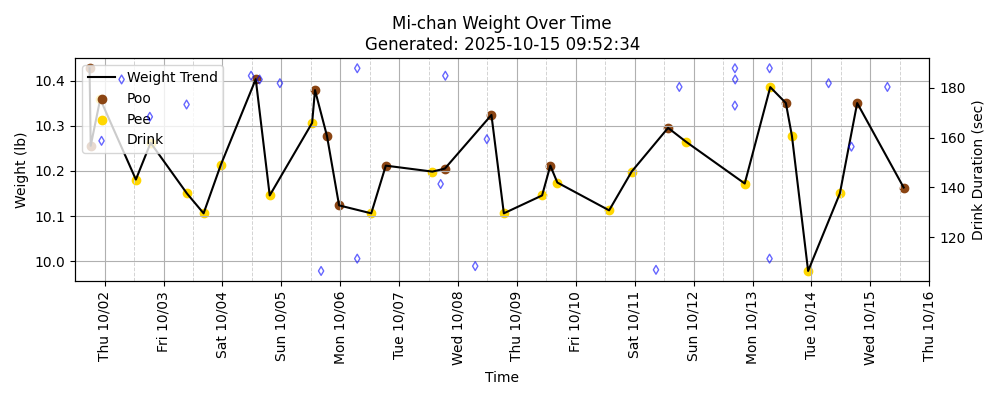 Mi-chan Weight Over Time
Generated: 2025-10-15 09:52:34
Weight (lb)
10.4
10.3
10.2
10.1
10.0
Weight Trend
Poo
Pee
Drink
180
160
140
120
Drink Duration (sec)
Thu 10/02
Fri 10/03
Sat 10/04
Sun 10/05
Mon 10/06
Tue 10/07
Wed 10/08
Thu 10/09
Fri 10/10
Sat 10/11
Sun 10/12
Mon 10/13
Tue 10/14
Wed 10/15
Thu 10/16
Time